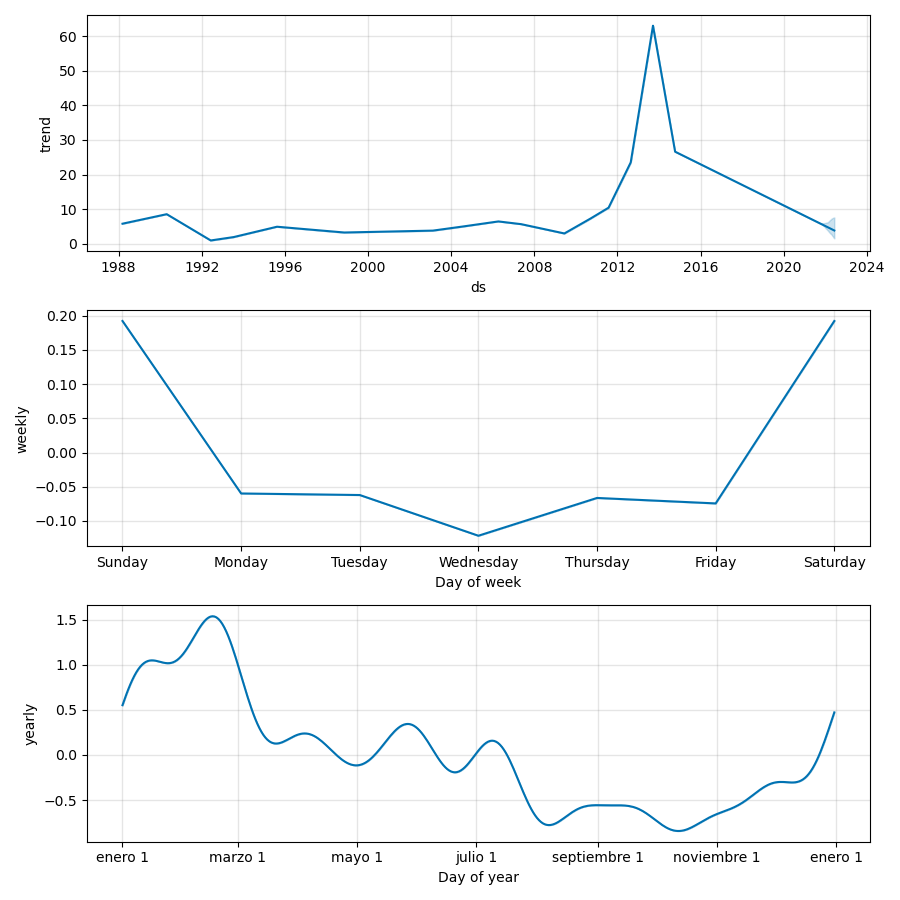 60
50
40
30
20
10
0
trend
1988 1992 1996 2000 2004 2008 2012 2016 2020 2024
ds
0.20
0.15
0.10
0.05
0.00
−0.05
−0.10
weekly
Sunday Monday Tuesday Wednesday Thursday Friday Saturday
Day of week
1.5
1.0
0.5
0.0
−0.5
yearly
enero 1 marzo 1 mayo 1 julio 1 septiembre 1 noviembre 1 enero 1
Day of year